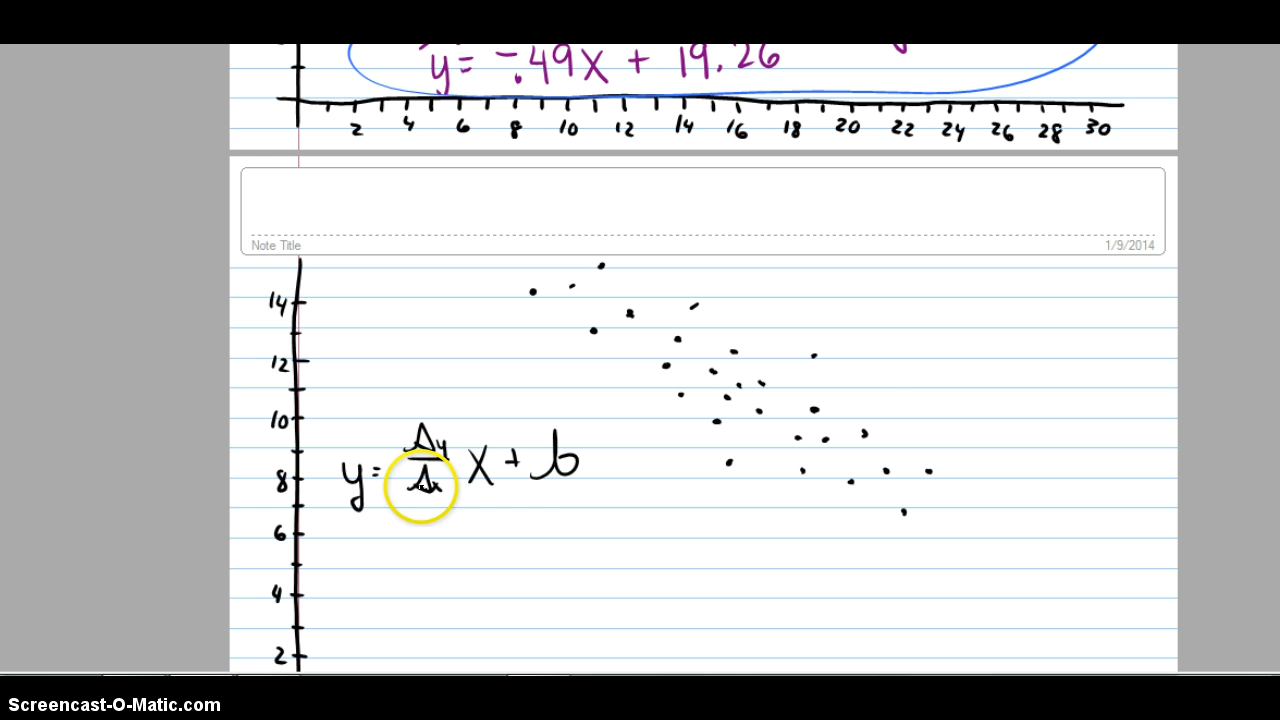 y = -.49x + 19.26
2 4 6 8 10 12 14 16 18 20 22 24 26 28 30
Note Title 1/9/2014
14
12
10
y = Δy/Δx x + b
8
6
4
2
Screencast-O-Matic.com